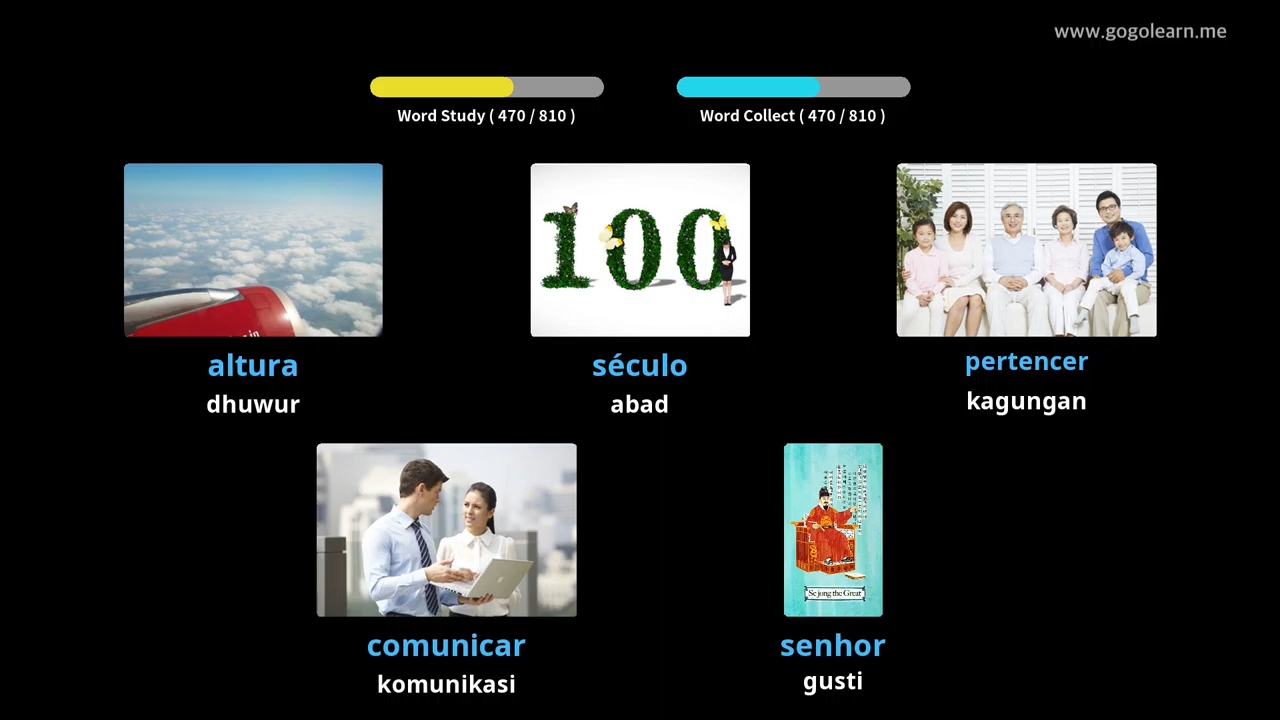 www.gogolearn.me
Word Study ( 470 / 810 )
Word Collect ( 470 / 810 )
100
altura
dhuwur
século
abad
pertencer
kagungan
Se jong the Great
comunicar
komunikasi
senhor
gusti